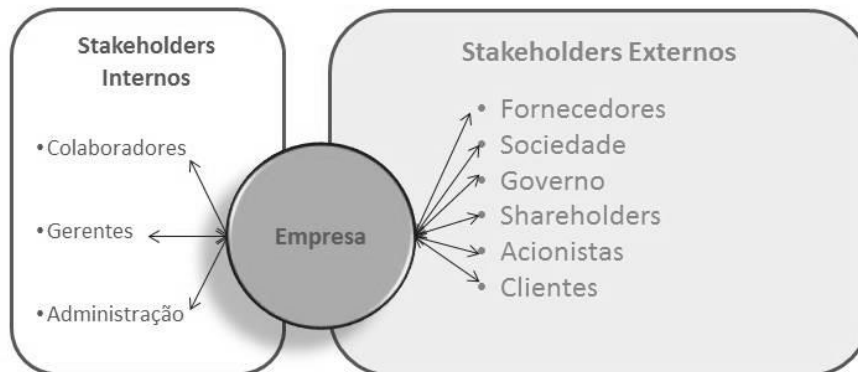 Stakeholders
Internos
• Colaboradores
• Gerentes
• Administração
Empresa
Stakeholders Externos
• Fornecedores
• Sociedade
• Governo
• Shareholders
• Acionistas
• Clientes